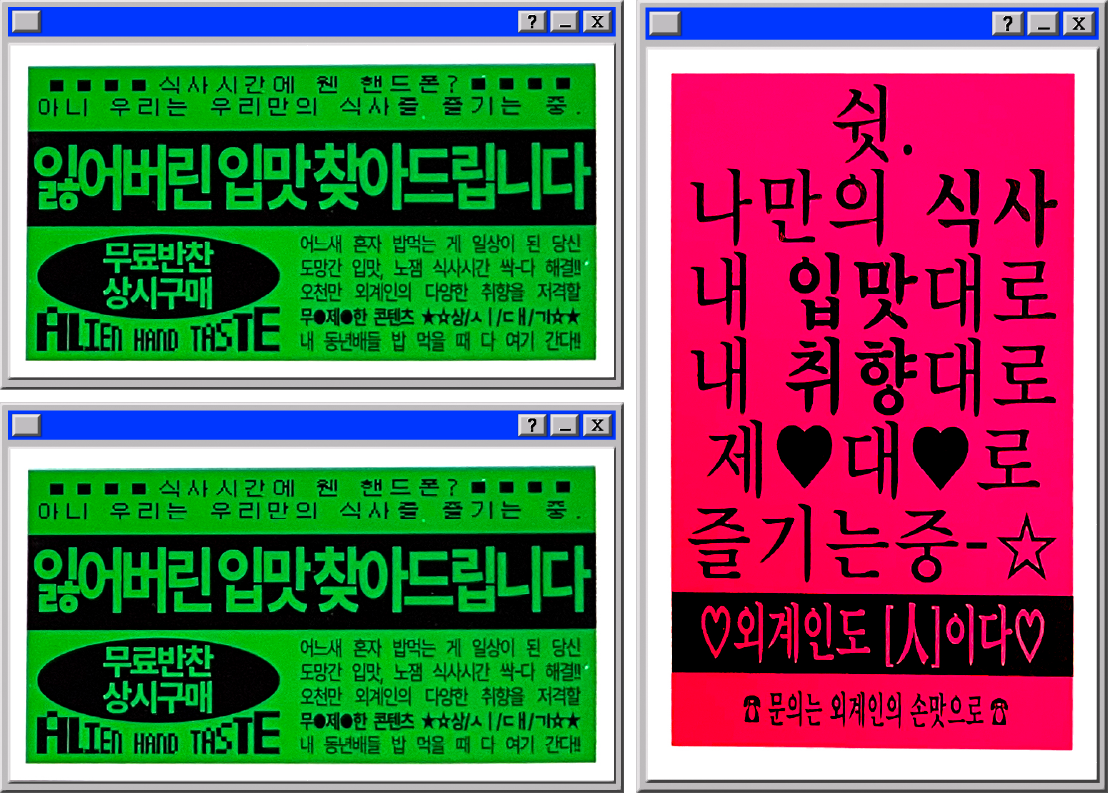 ? _ X
■ ■ ■ ■ 식사시간에 웬 핸드폰? ■ ■ ■ ■
아니 우리는 우리만의 식사를 즐기는 중.
잃어버린 입맛 찾아드립니다
무료반찬
상시구매
ALIEN HAND TASTE
어느새 혼자 밥먹는 게 일상이 된 당신
도망간 입맛, 노잼 식사시간 싹-다 해결!!
오천만 외계인의 다양한 취향을 저격할
무●제●한 콘텐츠 ★☆상/ㅅㅣ/ㄷH/ㄱㅏ☆★
내 동년배들 밥 먹을 때 다 여기 간다!!
? _ X
■ ■ ■ ■ 식사시간에 웬 핸드폰? ■ ■ ■ ■
아니 우리는 우리만의 식사를 즐기는 중.
잃어버린 입맛 찾아드립니다
무료반찬
상시구매
ALIEN HAND TASTE
어느새 혼자 밥먹는 게 일상이 된 당신
도망간 입맛, 노잼 식사시간 싹-다 해결!!
오천만 외계인의 다양한 취향을 저격할
무●제●한 콘텐츠 ★☆상/ㅅㅣ/ㄷH/ㄱㅏ☆★
내 동년배들 밥 먹을 때 다 여기 간다!!
? _ X
쉿.
나만의 식사
내 입맛대로
내 취향대로
제♥대♥로
즐기는중-☆
♡외계인도 [人]이다♡
☎ 문의는 외계인의 손맛으로 ☎